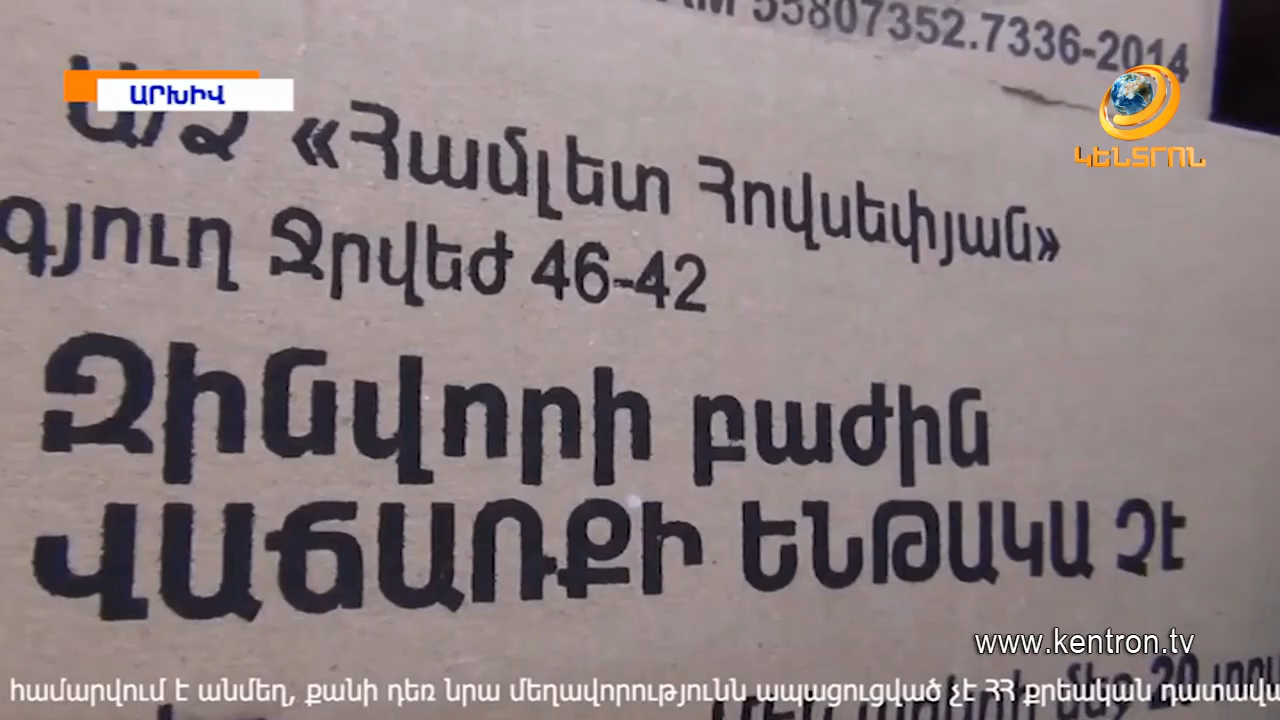 55807352.7336-2014
ԱՐԽԻՎ
ԿԵՆՏՐՈՆ
Ա/Ձ «Համլետ Հովսեփյան»
գյուղ Ջրվեժ 46-42
Զինվորի բաժին
ՎԱՃԱՌՔԻ ԵՆԹԱԿԱ ՉԷ
www.kentron.tv
համարվում է անմեղ, քանի դեռ նրա մեղավորությունն ապացուցված չէ ՀՀ քրեական